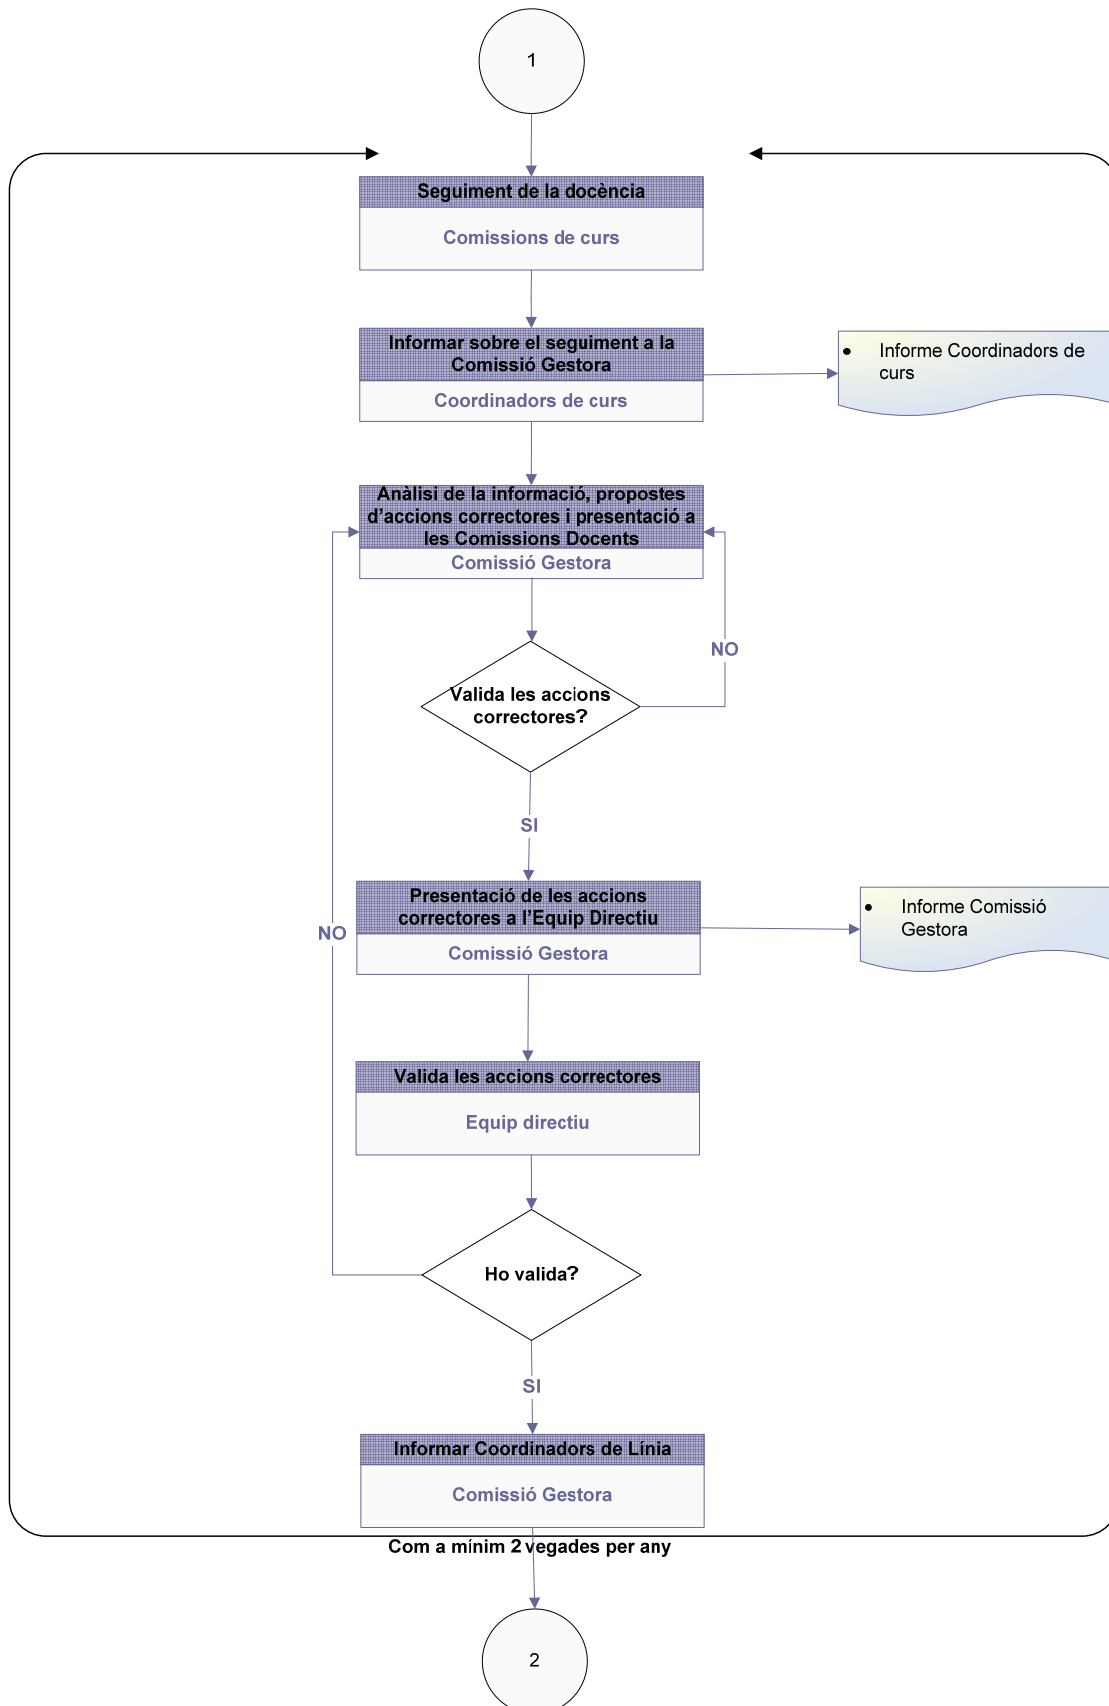 1
Seguiment de la docència
Comissions de curs
Informar sobre el seguiment a la
Comissió Gestora
Coordinadors de curs
• Informe Coordinadors de
curs
Anàlisi de la informació, propostes
d'accions correctores i presentació a
les Comissions Docents
Comissió Gestora
NO
Valida les accions
correctores?
SI
Presentació de les accions
correctores a l'Equip Directiu
Comissió Gestora
• Informe Comissió
Gestora
NO
Valida les accions correctores
Equip directiu
Ho valida?
SI
Informar Coordinadors de Línia
Comissió Gestora
Com a mínim 2 vegades per any
2